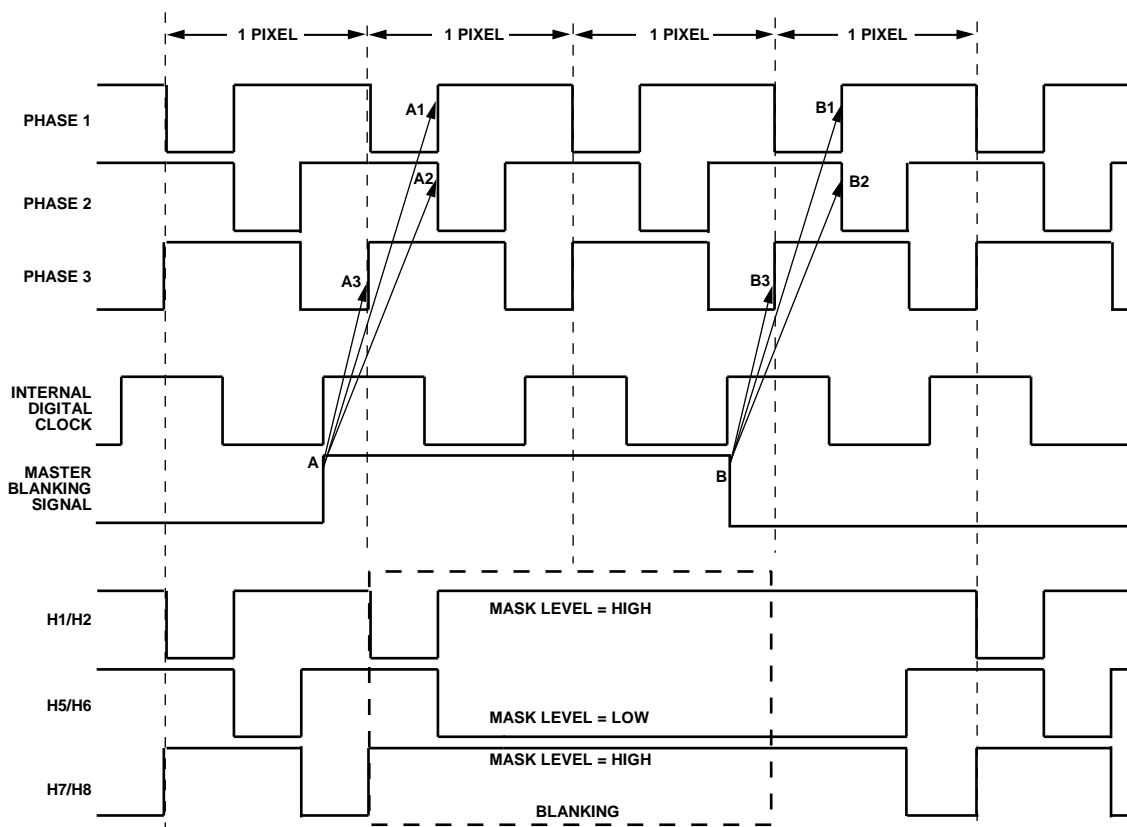 1 PIXEL 1 PIXEL 1 PIXEL 1 PIXEL
PHASE 1
A1
B1
PHASE 2
A2
B2
PHASE 3
A3
B3
INTERNAL
DIGITAL
CLOCK
MASTER
BLANKING
SIGNAL
A
B
H1/H2
MASK LEVEL = HIGH
H5/H6
MASK LEVEL = LOW
H7/H8
MASK LEVEL = HIGH
BLANKING